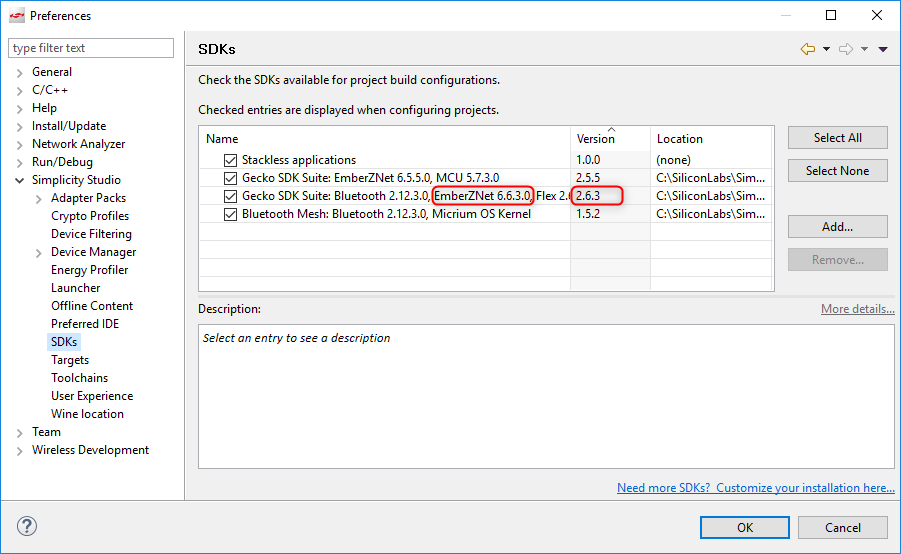 Preferences
type filter text
General
C/C++
Help
Install/Update
Network Analyzer
Run/Debug
Simplicity Studio
Adapter Packs
Crypto Profiles
Device Filtering
Device Manager
Energy Profiler
Launcher
Offline Content
Preferred IDE
SDKs
Targets
Toolchains
User Experience
Wine location
Team
Wireless Development
SDKs
Check the SDKs available for project build configurations.
Checked entries are displayed when configuring projects.
Name Version Location
Stackless applications 1.0.0 (none)
Gecko SDK Suite: EmberZNet 6.5.5.0, MCU 5.7.3.0 2.5.5 C:\SiliconLabs\Sim...
Gecko SDK Suite: Bluetooth 2.12.3.0, EmberZNet 6.6.3.0, Flex 2.6 2.6.3 C:\SiliconLabs\Sim...
Bluetooth Mesh: Bluetooth 2.12.3.0, Micrium OS Kernel 1.5.2 C:\SiliconLabs\Sim...
Select All
Select None
Add...
Remove...
Description:
More details...
Select an entry to see a description
Need more SDKs? Customize your installation here...
?
OK
Cancel